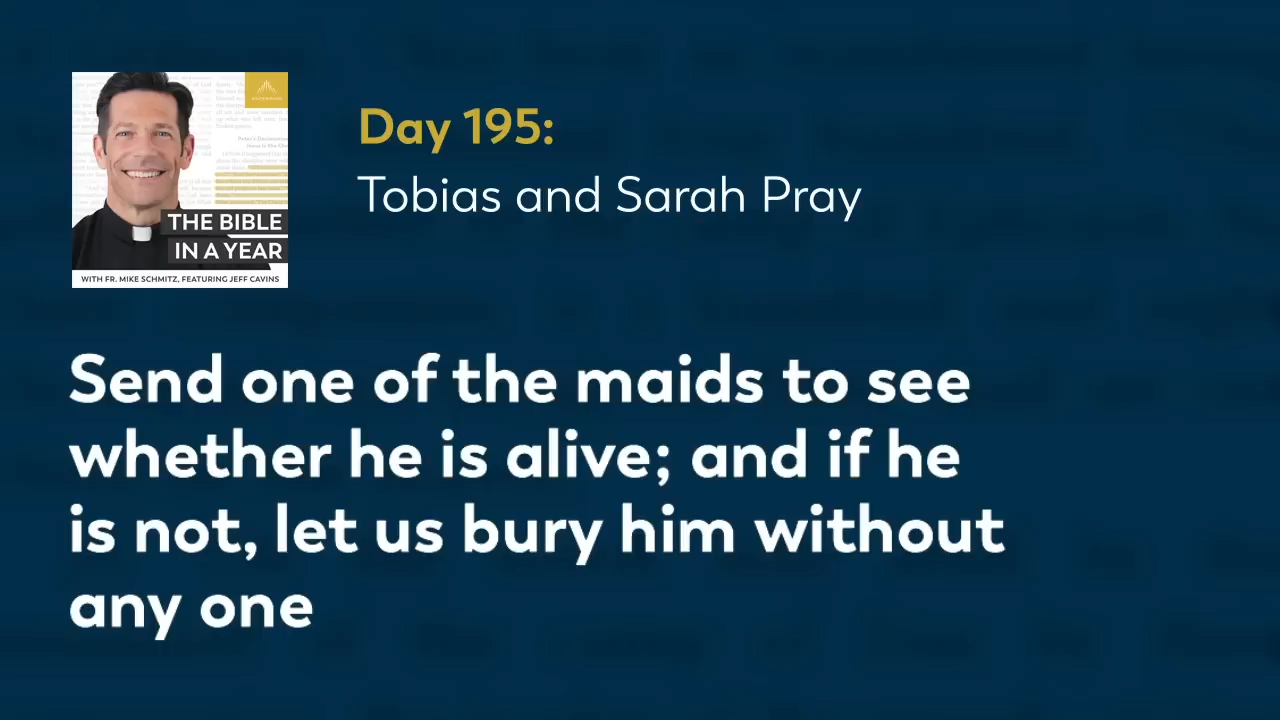 Day 195:
Tobias and Sarah Pray
THE BIBLE
IN A YEAR
WITH FR. MIKE SCHMITZ, FEATURING JEFF CAVINS
Send one of the maids to see
whether he is alive; and if he
is not, let us bury him without
any one